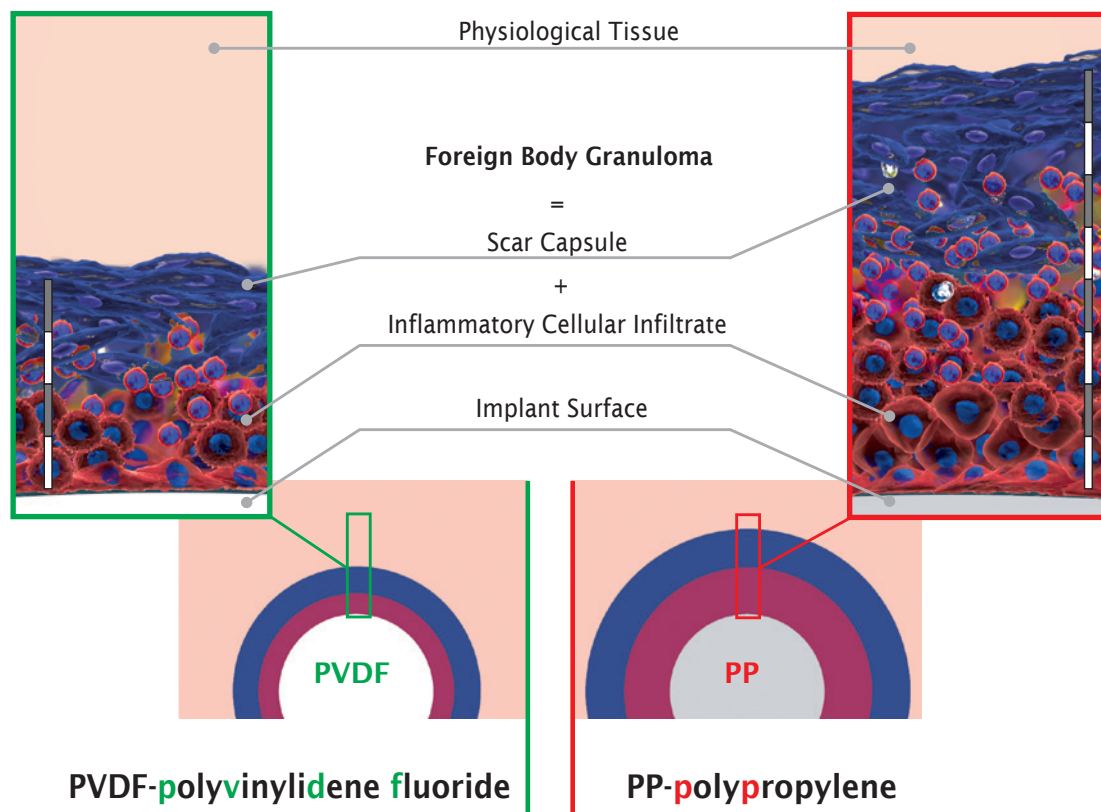 Physiological Tissue
Foreign Body Granuloma
=
Scar Capsule
+
Inflammatory Cellular Infiltrate
Implant Surface
PVDF
PP
PVDF-polyvinylidene fluoride
PP-polypropylene